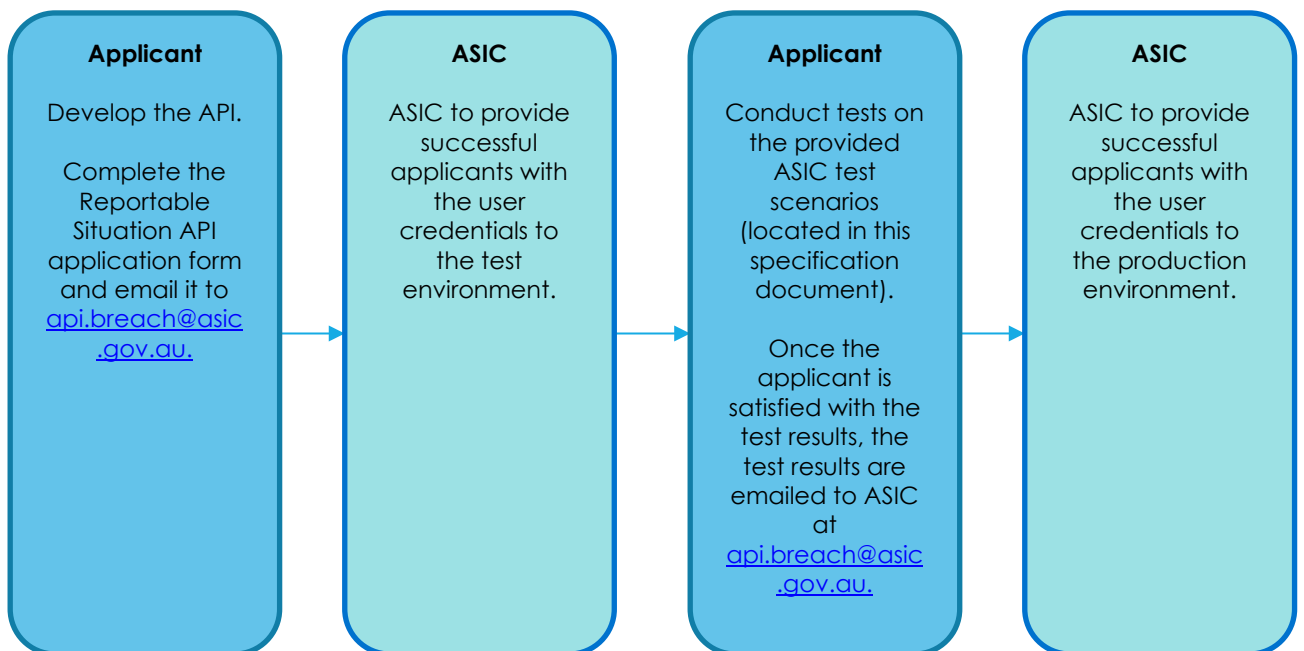 Applicant
Develop the API.
Complete the
Reportable
Situation API
application form
and email it to
api.breach@asic
.gov.au.
ASIC
ASIC to provide
successful
applicants with
the user
credentials to
the test
environment.
Applicant
Conduct tests on
the provided
ASIC test
scenarios
(located in this
specification
document).
Once the
applicant is
satisfied with the
test results, the
test results are
emailed to ASIC
at
api.breach@asic
.gov.au.
ASIC
ASIC to provide
successful
applicants with
the user
credentials to
the production
environment.